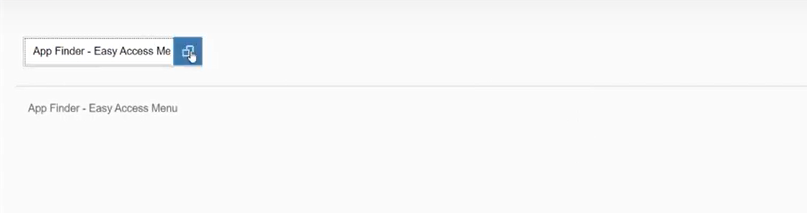 App Finder - Easy Access Me
App Finder - Easy Access Menu